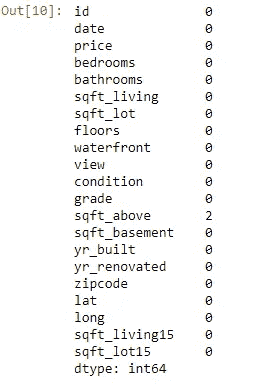 Out[10]: id 0
date 0
price 0
bedrooms 0
bathrooms 0
sqft_living 0
sqft_lot 0
floors 0
waterfront 0
view 0
condition 0
grade 0
sqft_above 2
sqft_basement 0
yr_built 0
yr_renovated 0
zipcode 0
lat 0
long 0
sqft_living15 0
sqft_lot15 0
dtype: int64